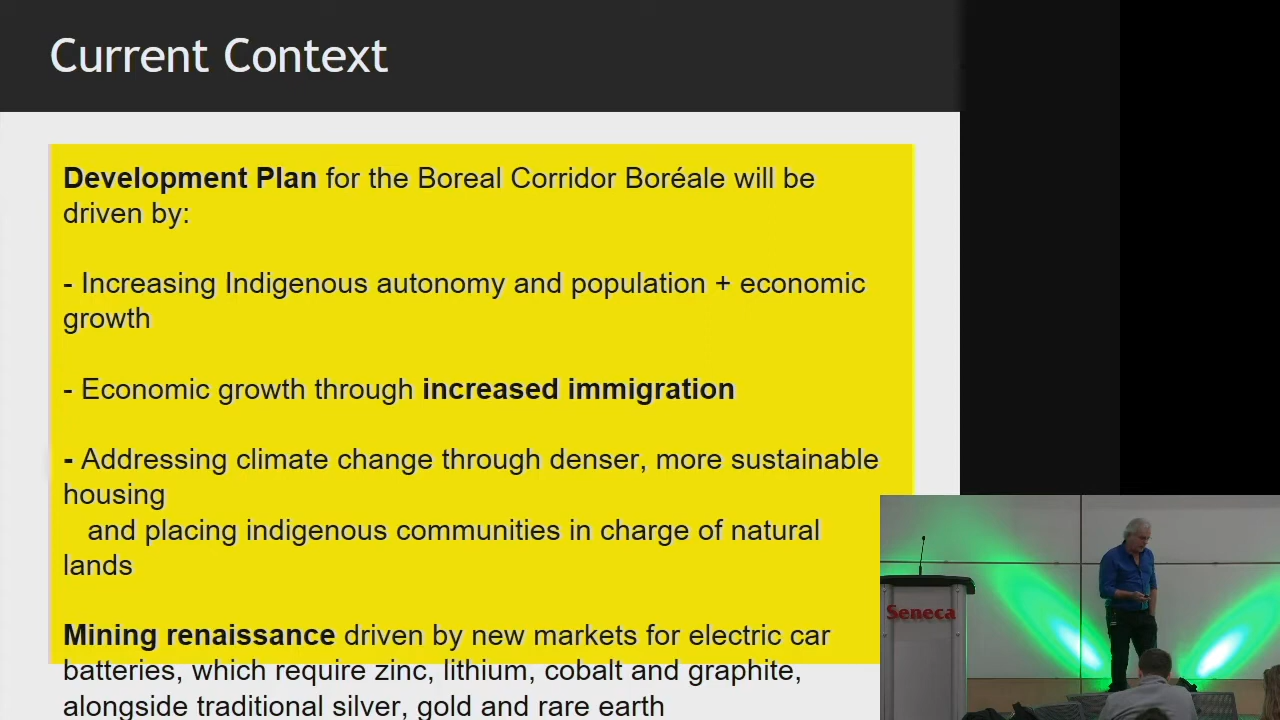 Current Context
Development Plan for the Boreal Corridor Boréale will be
driven by:
- Increasing Indigenous autonomy and population + economic
growth
- Economic growth through increased immigration
- Addressing climate change through denser, more sustainable
housing
and placing indigenous communities in charge of natural
lands
Mining renaissance driven by new markets for electric car
batteries, which require zinc, lithium, cobalt and graphite,
alongside traditional silver, gold and rare earth
Seneca